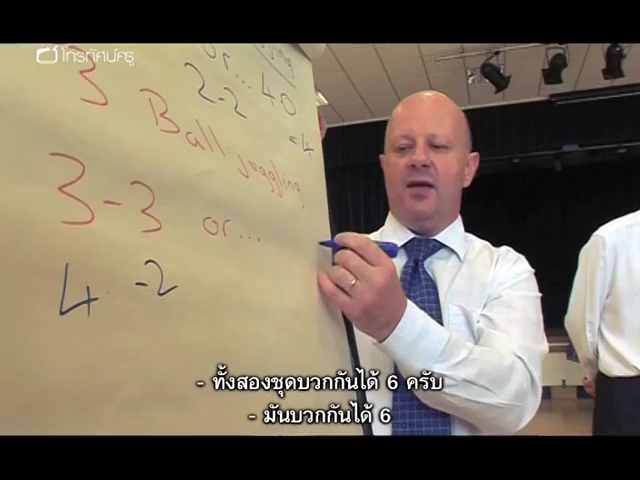 โทรทัศน์ครู
or... 40
2-2
= 4
3
Ball juggling
3-3 or...
4 -2
- ทั้งสองชุดบวกกันได้ 6 ครับ
- มันบวกกันได้ 6